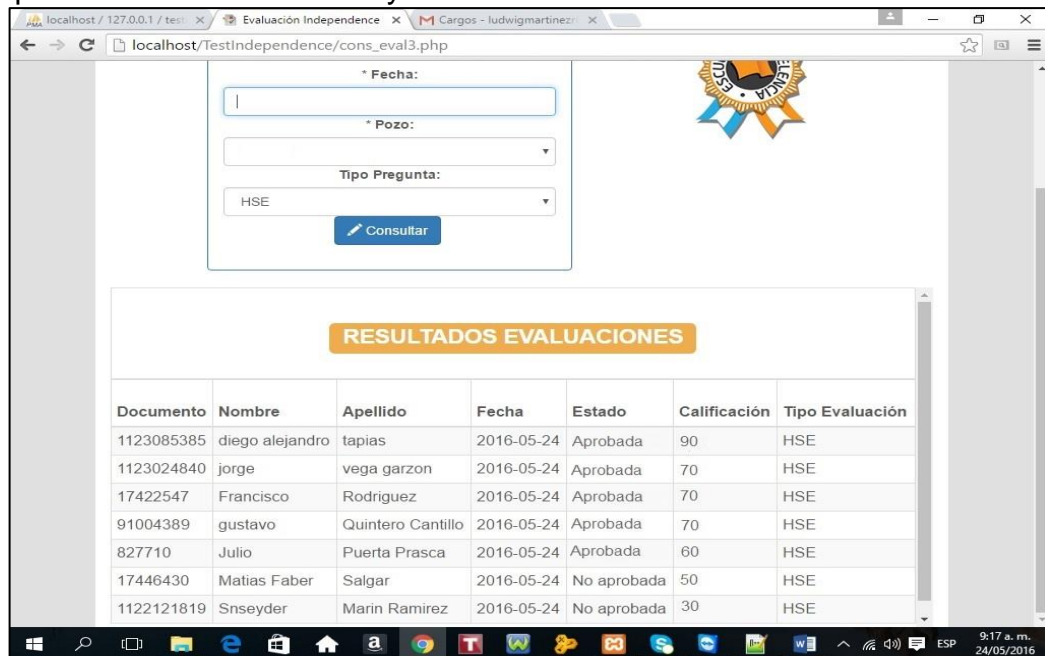 localhost / 127.0.0.1 / test
Evaluación Independence
Cargos - ludwigmartinezr
localhost/TestIndependence/cons_eval3.php
* Fecha:
* Pozo:
Tipo Pregunta:
HSE
Consultar
RESULTADOS EVALUACIONES
Documento Nombre Apellido Fecha Estado Calificación Tipo Evaluación
1123085385 diego alejandro tapias 2016-05-24 Aprobada 90 HSE
1123024840 jorge vega garzon 2016-05-24 Aprobada 70 HSE
17422547 Francisco Rodriguez 2016-05-24 Aprobada 70 HSE
91004389 gustavo Quintero Cantillo 2016-05-24 Aprobada 70 HSE
827710 Julio Puerta Prasca 2016-05-24 Aprobada 60 HSE
17446430 Matias Faber Salgar 2016-05-24 No aprobada 50 HSE
1122121819 Snseyder Marin Ramirez 2016-05-24 No aprobada 30 HSE
ESP
9:17 a. m.
24/05/2016